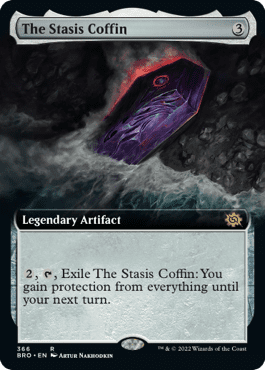 The Stasis Coffin 3
Legendary Artifact
2, , Exile The Stasis Coffin: You
gain protection from everything until
your next turn.
366 R
BRO • EN Artur Nakhodkin ™ & © 2022 Wizards of the Coast